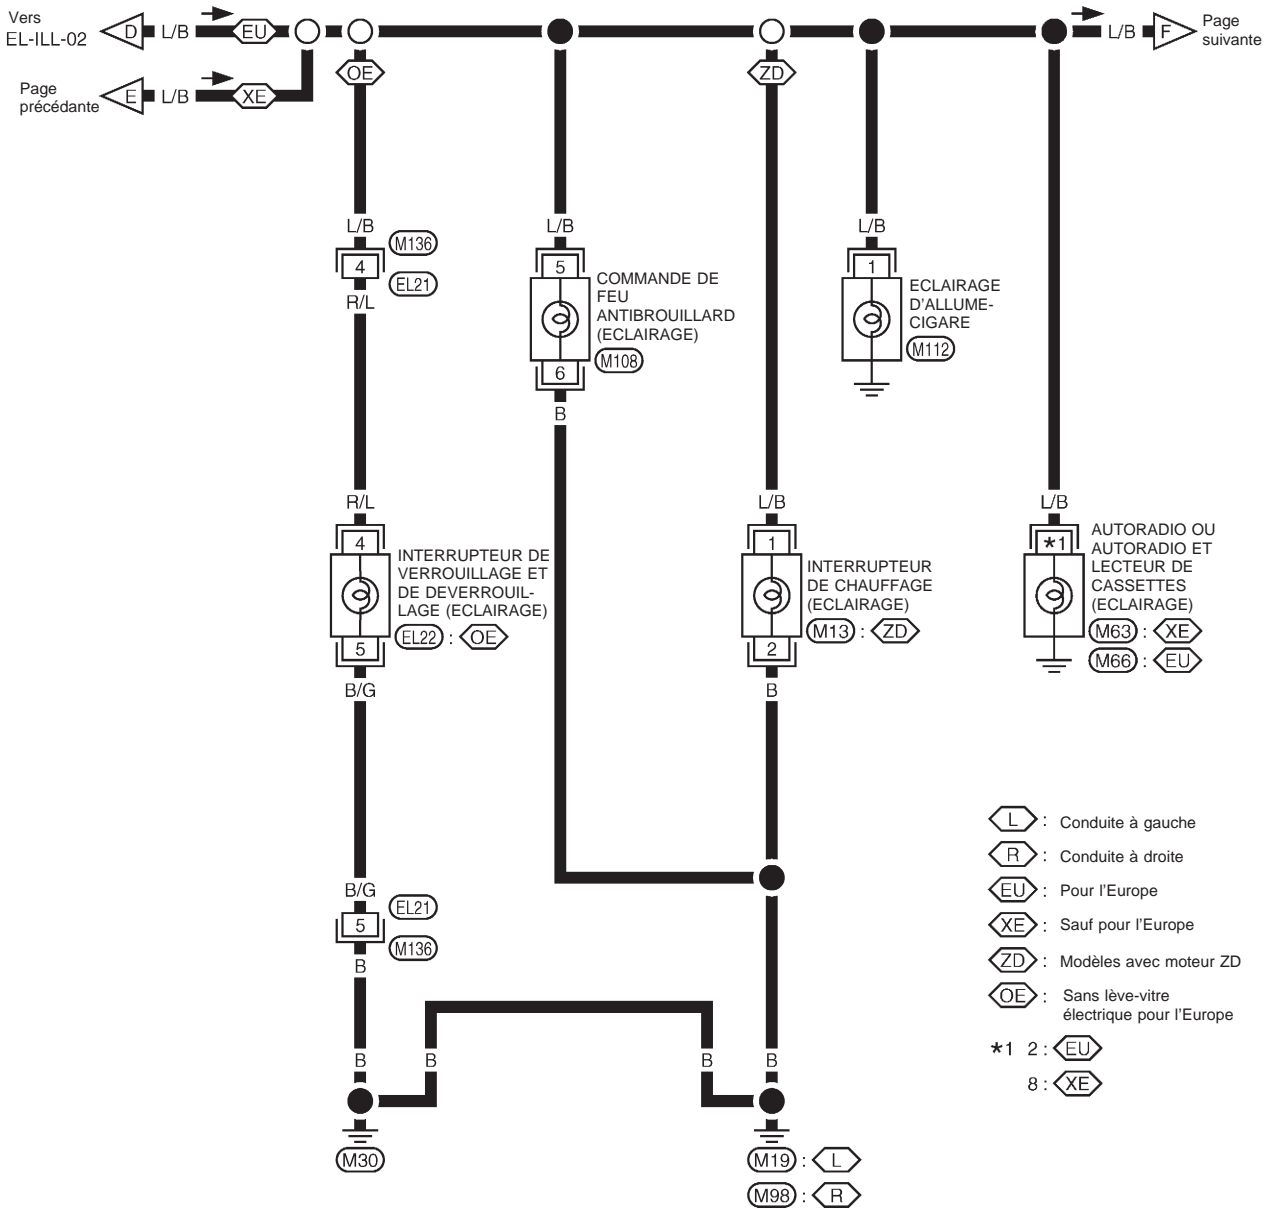 Vers
EL-ILL-02
D
L/B
EU
L/B
F
Page
suivante
Page
précédante
E
L/B
XE
OE
ZD
L/B
M136
4
EL21
R/L
L/B
5
COMMANDE DE
FEU
ANTIBROUILLARD
(ECLAIRAGE)
M108
6
B
L/B
1
ECLAIRAGE
D'ALLUME-
CIGARE
M112
R/L
4
INTERRUPTEUR DE
VERROUILLAGE ET
DE DEVERROUIL-
LAGE (ECLAIRAGE)
EL22 : OE
5
B/G
L/B
1
INTERRUPTEUR
DE CHAUFFAGE
(ECLAIRAGE)
M13 : ZD
2
B
L/B
*1
AUTORADIO OU
AUTORADIO ET
LECTEUR DE
CASSETTES
(ECLAIRAGE)
M63 : XE
M66 : EU
B/G
EL21
5
M136
B
B
B
B
B
M30
M19 : L
M98 : R
L : Conduite à gauche
R : Conduite à droite
EU : Pour l'Europe
XE : Sauf pour l'Europe
ZD : Modèles avec moteur ZD
OE : Sans lève-vitre
électrique pour l'Europe
*1 2 : EU
8 : XE